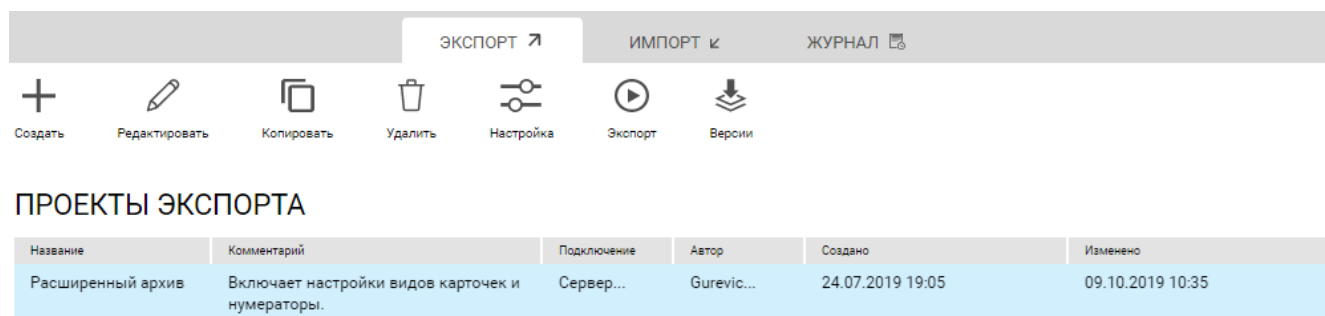 ЭКСПОРТ ИМПОРТ ЖУРНАЛ
Создать Редактировать Копировать Удалить Настройка Экспорт Версии
ПРОЕКТЫ ЭКСПОРТА
Название Комментарий Подключение Автор Создано Изменено
Расширенный архив Включает настройки видов карточек и Сервер... Gurevic... 24.07.2019 19:05 09.10.2019 10:35
нумераторы.